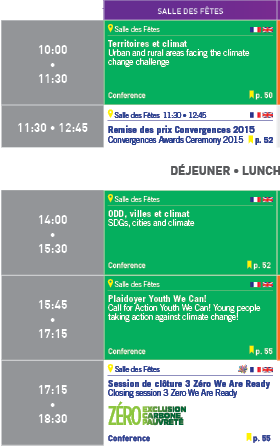 SALLE DES FÊTES
10:00
•
11:30
Salle des Fêtes
Territoires et climat
Urban and rural areas facing the climate
change challenge
Conference
p. 50
11:30 • 12:45
Salle des Fêtes 11:30 • 12:45
Remise des prix Convergences 2015
Convergences Awards Ceremony 2015
p. 52
DÉJEUNER • LUNCH
14:00
•
15:30
Salle des Fêtes
ODD, villes et climat
SDGs, cities and climate
Conference
p. 52
15:45
•
17:15
Salle des Fêtes
Plaidoyer Youth We Can!
Call for Action Youth We Can! Young people
taking action against climate change!
Conference
p. 55
17:15
•
18:30
Salle des Fêtes
Session de clôture 3 Zéro We Are Ready
Closing session 3 Zero We Are Ready
ZÉRO EXCLUSION
CARBONE
PAUVRETÉ
Conference
p. 55